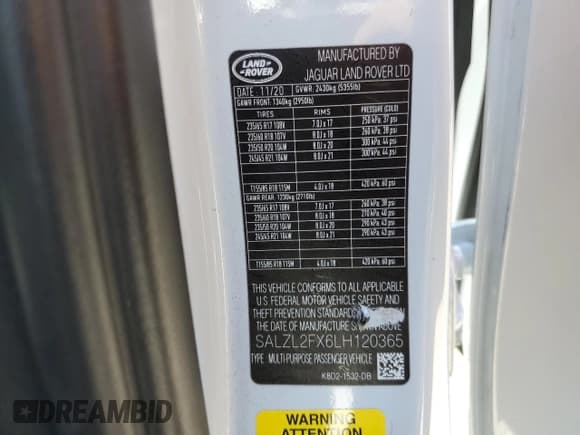 LAND ROVER
MANUFACTURED BY
JAGUAR LAND ROVER LTD
DATE 11/20 GVWR 2430kg (5355lb)
GAWR FRONT 1340kg (2950lb)
TIRES RIMS PRESSURE (COLD)
235/65 R17 108V 7.0J x 17 250 kPa, 37 psi
235/60 R18 107V 8.0J x 18 260 kPa, 38 psi
235/50 R20 104W 8.0J x 20 300 kPa, 44 psi
245/45 R21 104W 8.0J x 21 300 kPa, 44 psi
T155/85 R18 115M 4.0J x 18 420 kPa, 60 psi
GAWR REAR 1230kg (2710lb)
235/65 R17 108V 7.0J x 17 260 kPa, 38 psi
235/60 R18 107V 8.0J x 18 270 kPa, 40 psi
235/50 R20 104W 8.0J x 20 290 kPa, 43 psi
245/45 R21 104W 8.0J x 21 290 kPa, 43 psi
T155/85 R18 115M 4.0J x 18 420 kPa, 60 psi
THIS VEHICLE CONFORMS TO ALL APPLICABLE
U.S. FEDERAL MOTOR VEHICLE SAFETY AND
THEFT PREVENTION STANDARDS
THE DATE OF MANUFACTURE ABOVE
SALZL2FX6LH120365
TYPE MULTI-PURPOSE PASSENGER VEHICLE
K8D2-1532-DB
WARNING
ATTENTION
DREAMBID